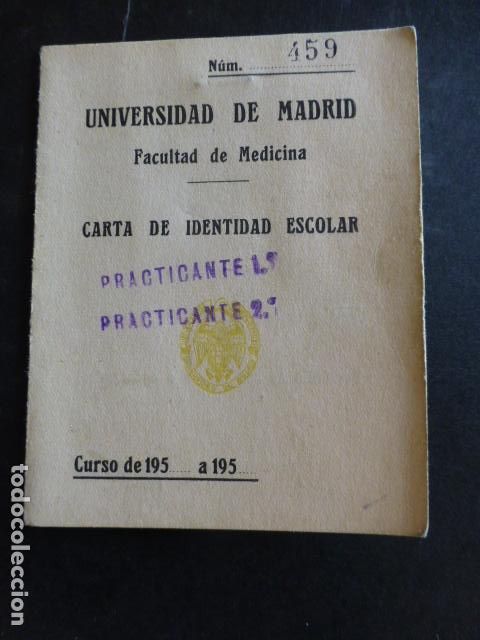 Núm. 459
UNIVERSIDAD DE MADRID
Facultad de Medicina
CARTA DE IDENTIDAD ESCOLAR
PRACTICANTE 1.º
PRACTICANTE 2.º
Curso de 195..... a 195.....
todocoleccion.net